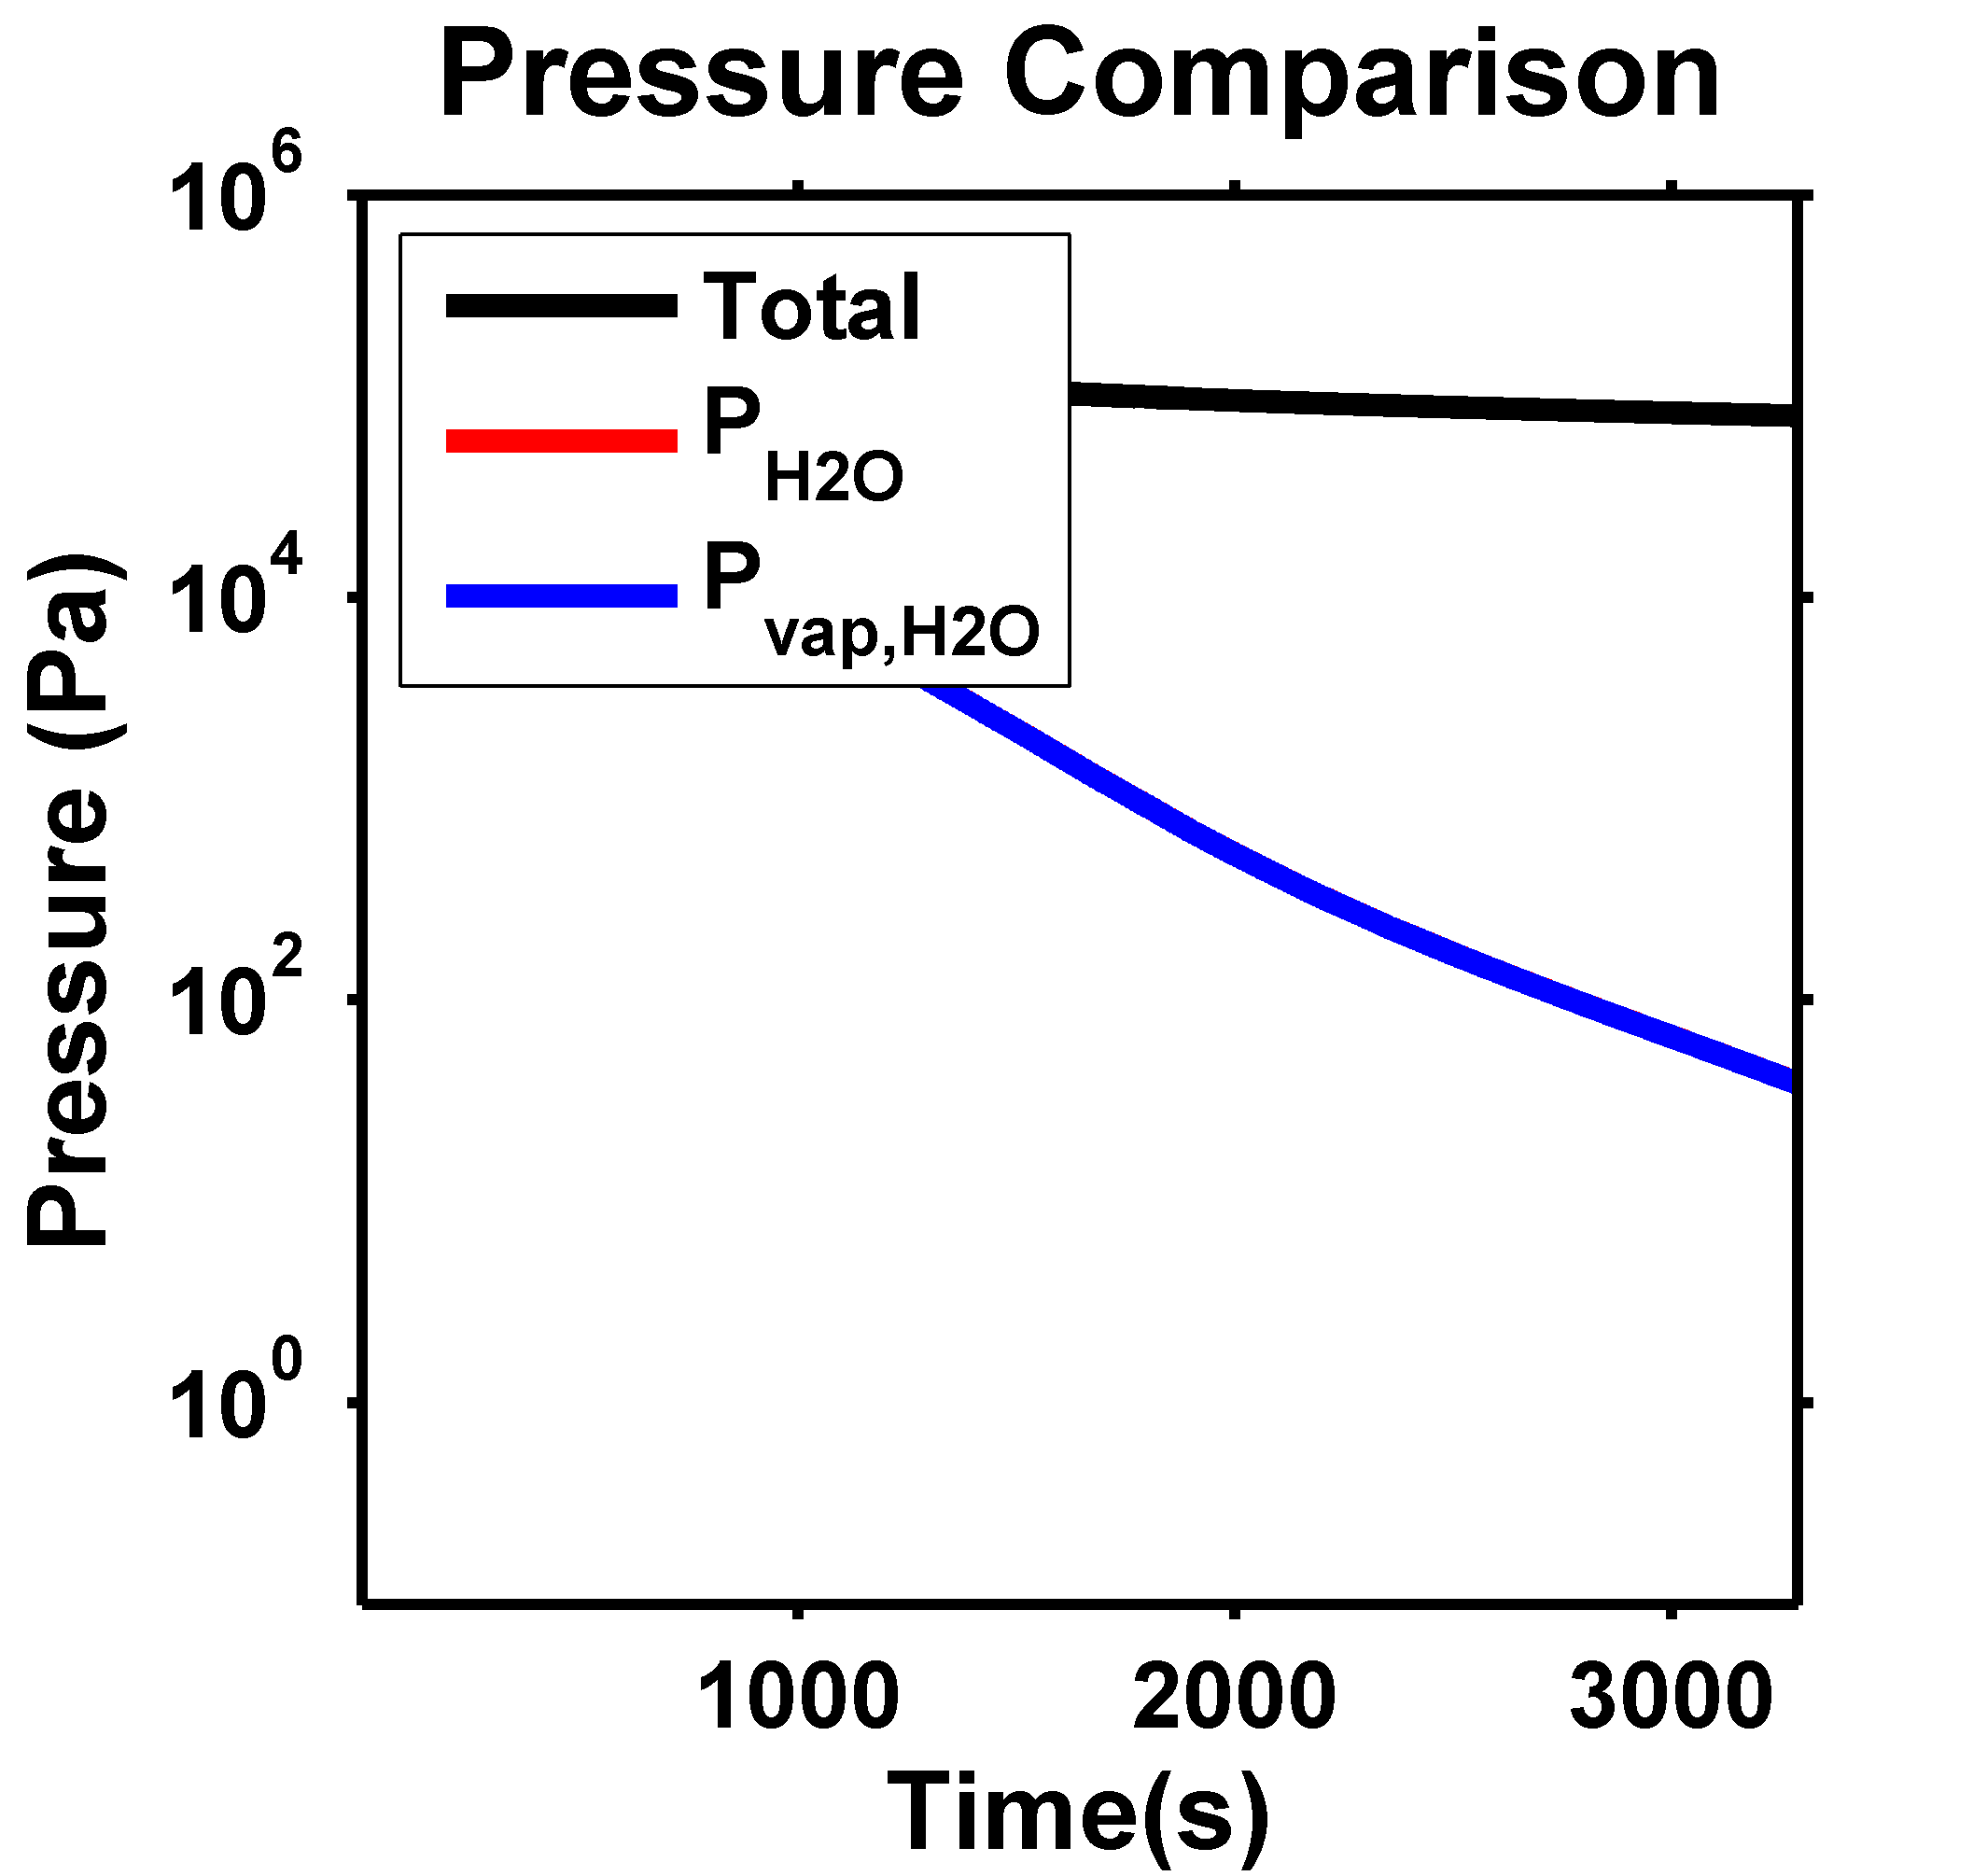 Pressure Comparison
10^6
10^4
10^2
10^0
Pressure (Pa)
Total
P_H2O
P_vap,H2O
1000 2000 3000
Time(s)